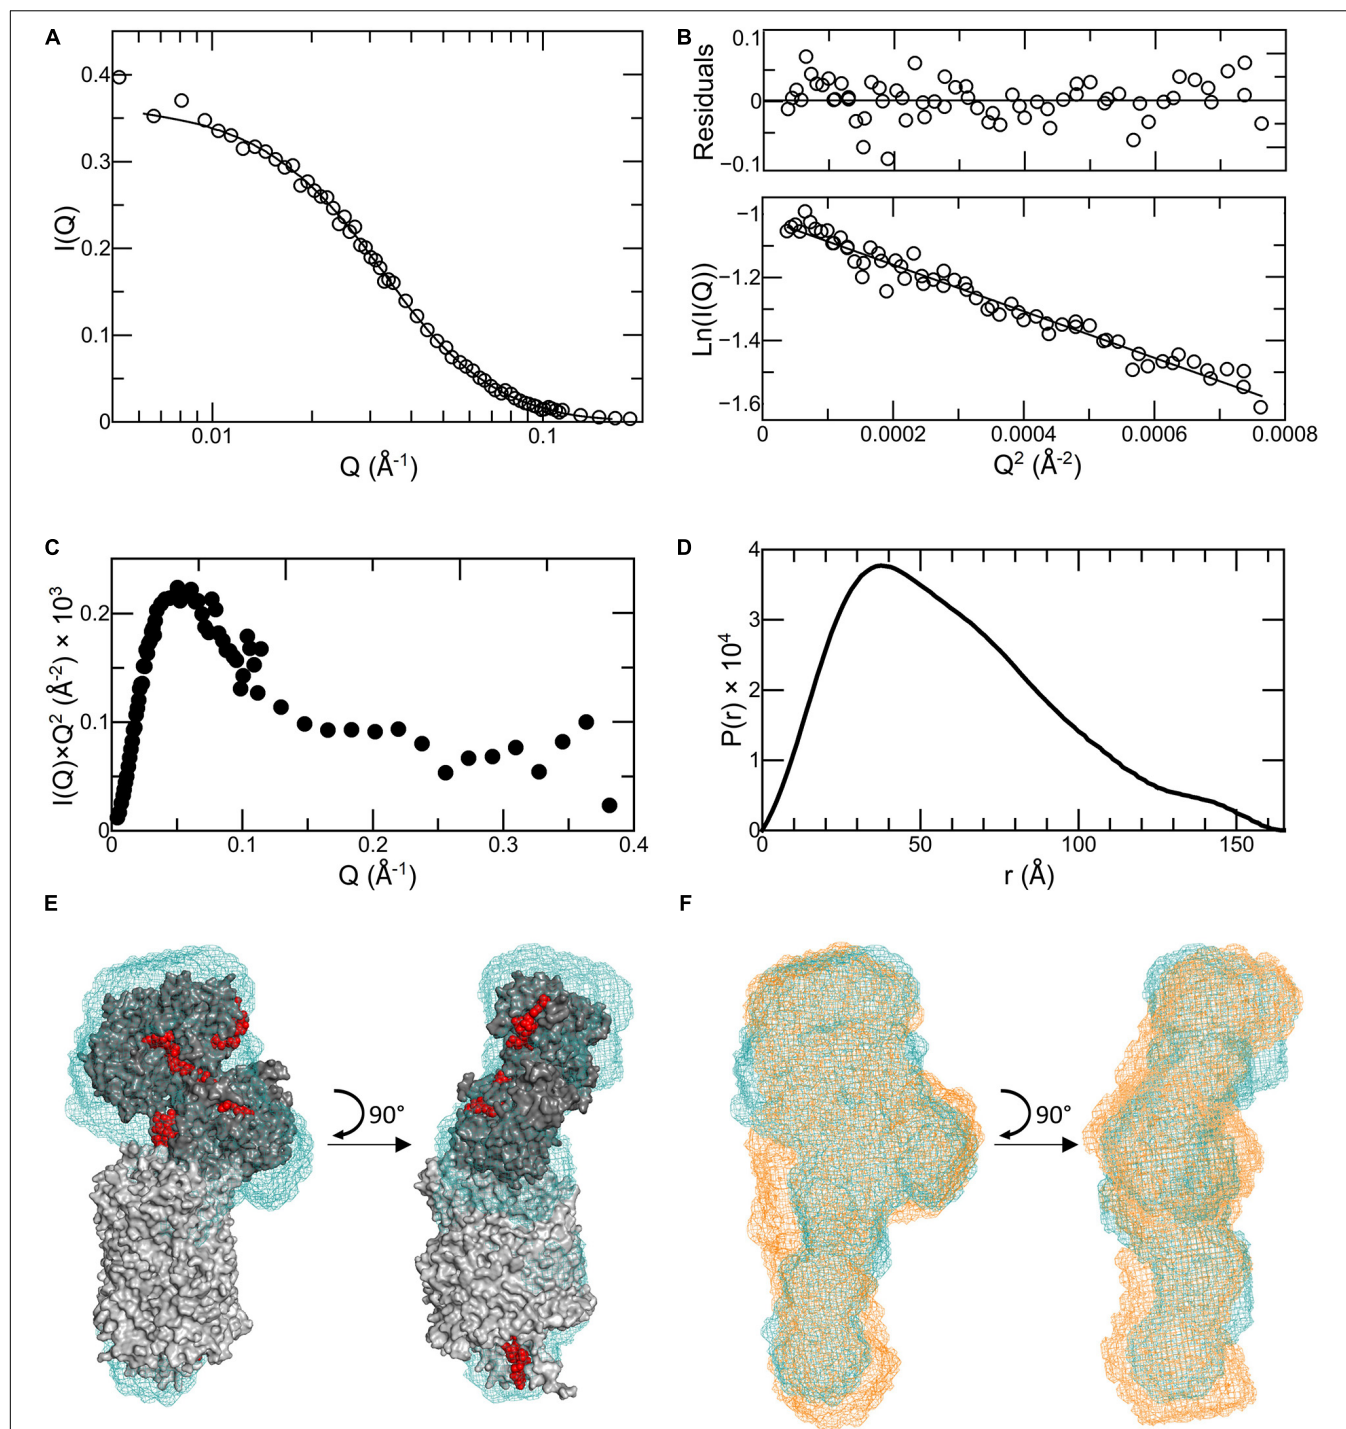 A
I(Q)
0.4
0.3
0.2
0.1
0
0.01
0.1
Q (Å-1)
B
Residuals
0.1
0
−0.1
Ln(I(Q))
−1
−1.2
−1.4
−1.6
0
0.0002
0.0004
0.0006
0.0008
Q2 (Å-2)
C
I(Q)×Q2 (Å-2) × 103
0.2
0.1
0
0
0.1
0.2
0.3
0.4
Q (Å-1)
D
P(r) × 104
4
3
2
1
0
0
50
100
150
r (Å)
E
90°
F
90°